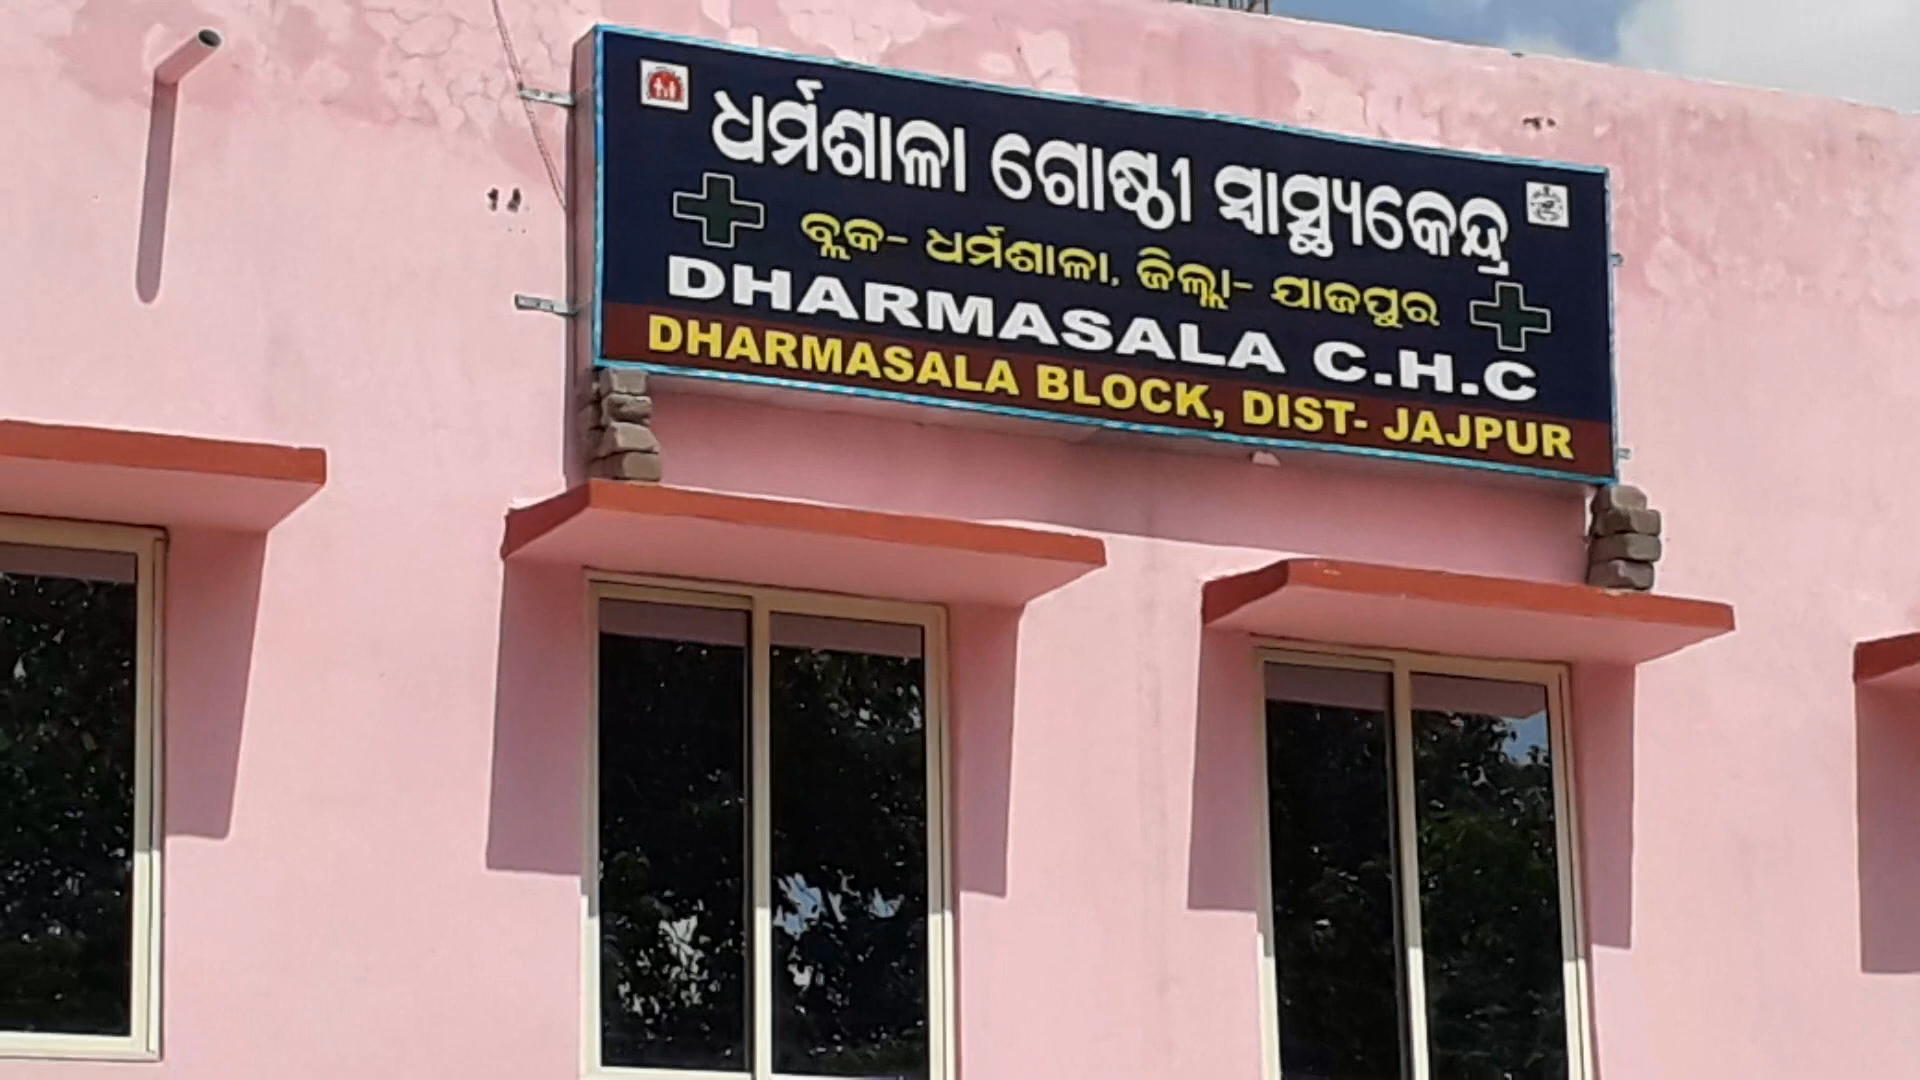 ଧର୍ମଶାଳା ଗୋଷ୍ଠୀ ସ୍ୱାସ୍ଥ୍ୟକେନ୍ଦ୍ର
ବ୍ଲକ- ଧର୍ମଶାଳା, ଜିଲ୍ଲା- ଯାଜପୁର
DHARMASALA C.H.C
DHARMASALA BLOCK, DIST- JAJPUR